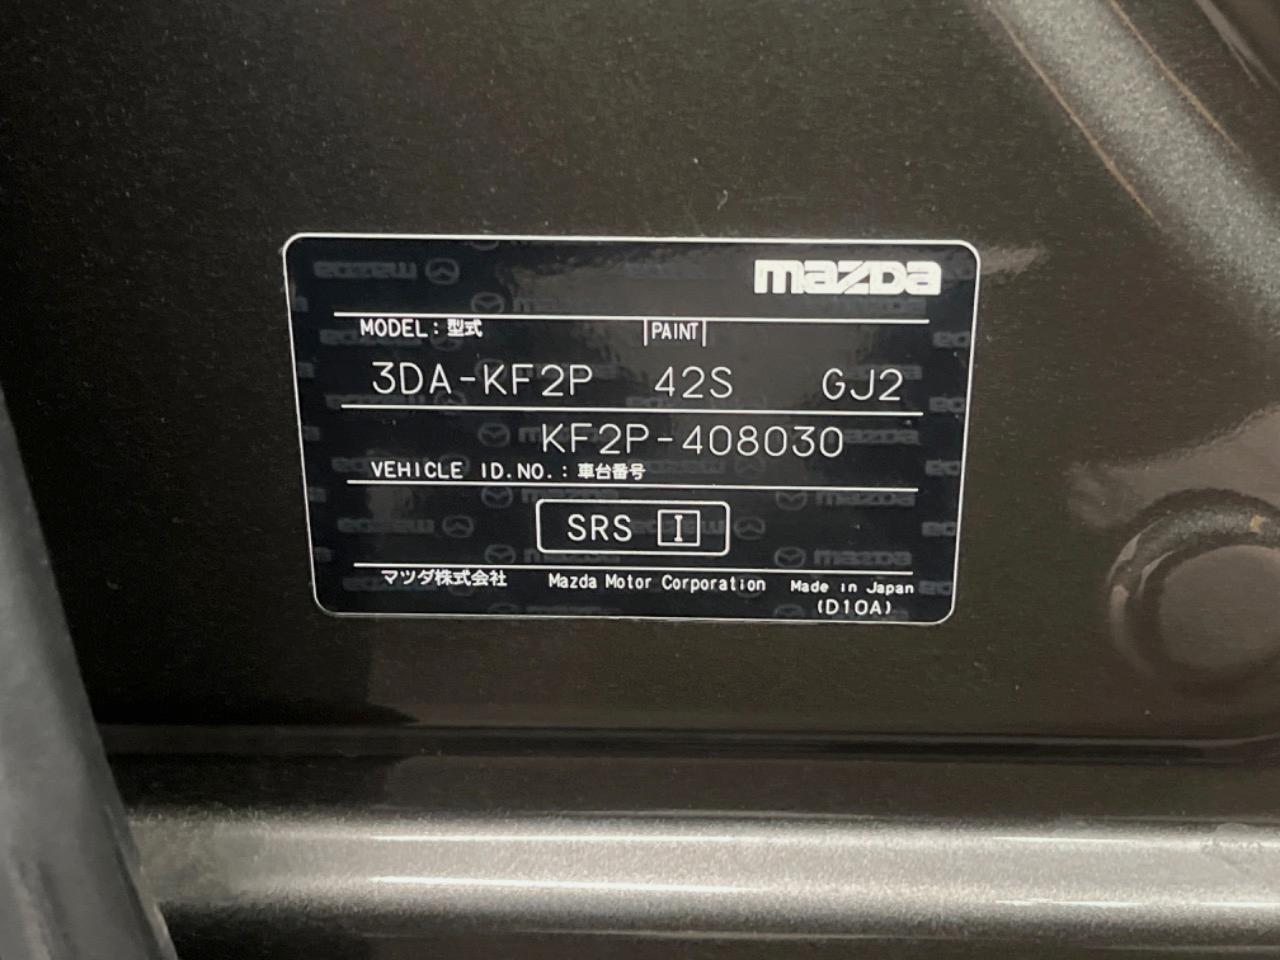 mazda
MODEL : 型式 PAINT
3DA-KF2P 42S GJ2
KF2P-408030
VEHICLE ID.NO. : 車台番号
SRS I
マツダ株式会社 Mazda Motor Corporation Made in Japan
(D10A)